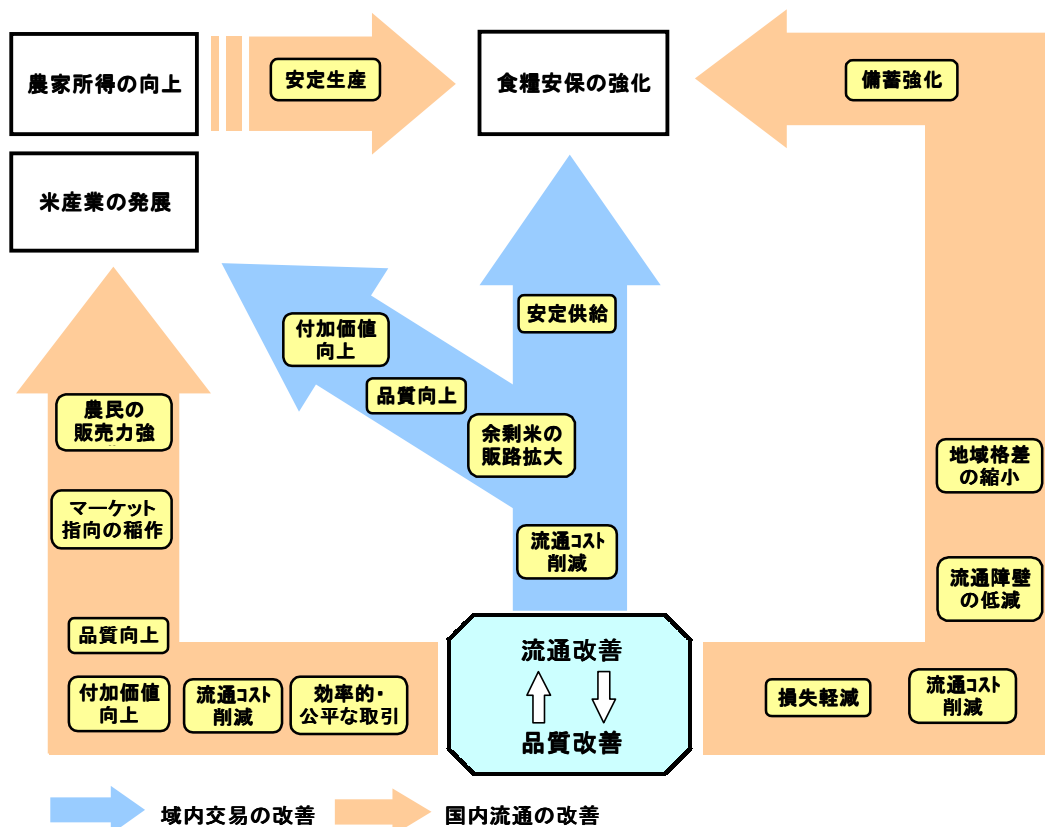 農家所得の向上
安定生産
食糧安保の強化
備蓄強化
米産業の発展
付加価値
向上
安定供給
品質向上
余剰米の
販路拡大
農民の
販売力強
マーケット
指向の稲作
流通ｺｽﾄ
削減
地域格差
の縮小
流通障壁
の低減
品質向上
付加価値
向上
流通ｺｽﾄ
削減
効率的・
公平な取引
流通改善
品質改善
損失軽減
流通ｺｽﾄ
削減
域内交易の改善
国内流通の改善